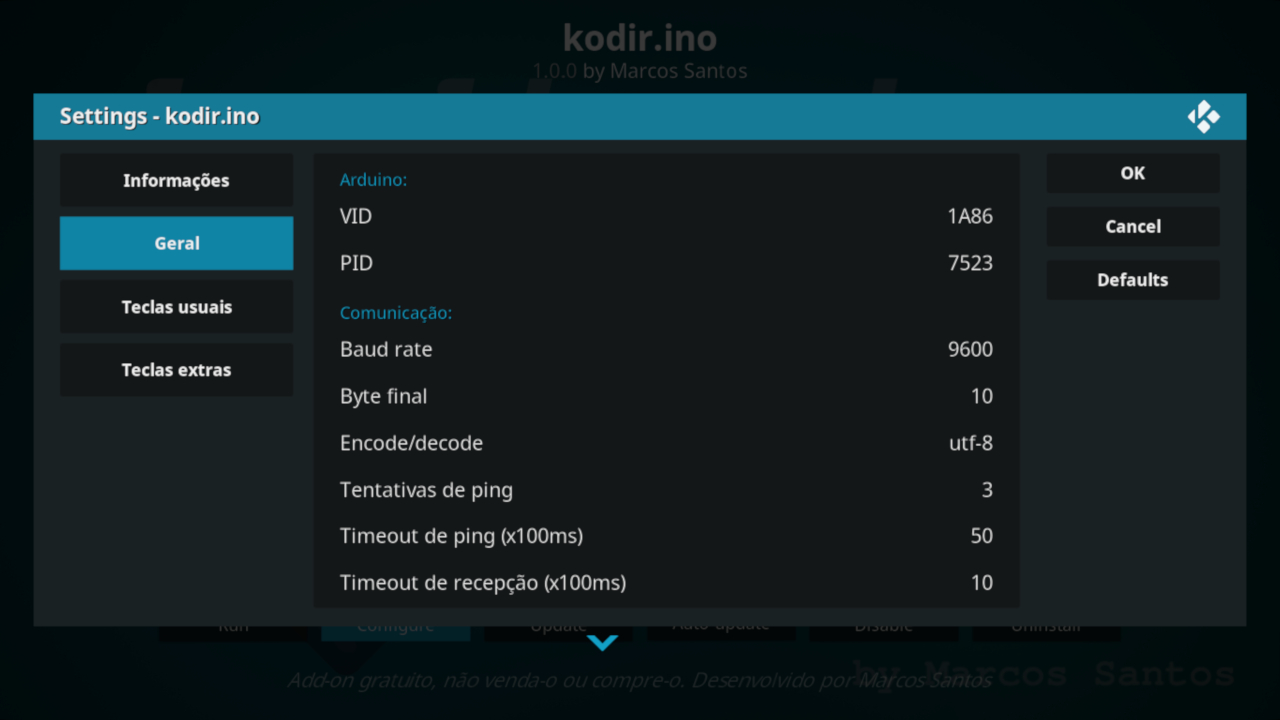 kodir.ino
1.0.0 by Marcos Santos
Settings - kodir.ino
Informações
Geral
Teclas usuais
Teclas extras
Arduino:
VID 1A86
PID 7523
Comunicação:
Baud rate 9600
Byte final 10
Encode/decode utf-8
Tentativas de ping 3
Timeout de ping (x100ms) 50
Timeout de recepção (x100ms) 10
OK
Cancel
Defaults
Run Configure Update Auto-update Disable Uninstall
by Marcos Santos
Add-on gratuito, não venda-o ou compre-o. Desenvolvido por Marcos Santos